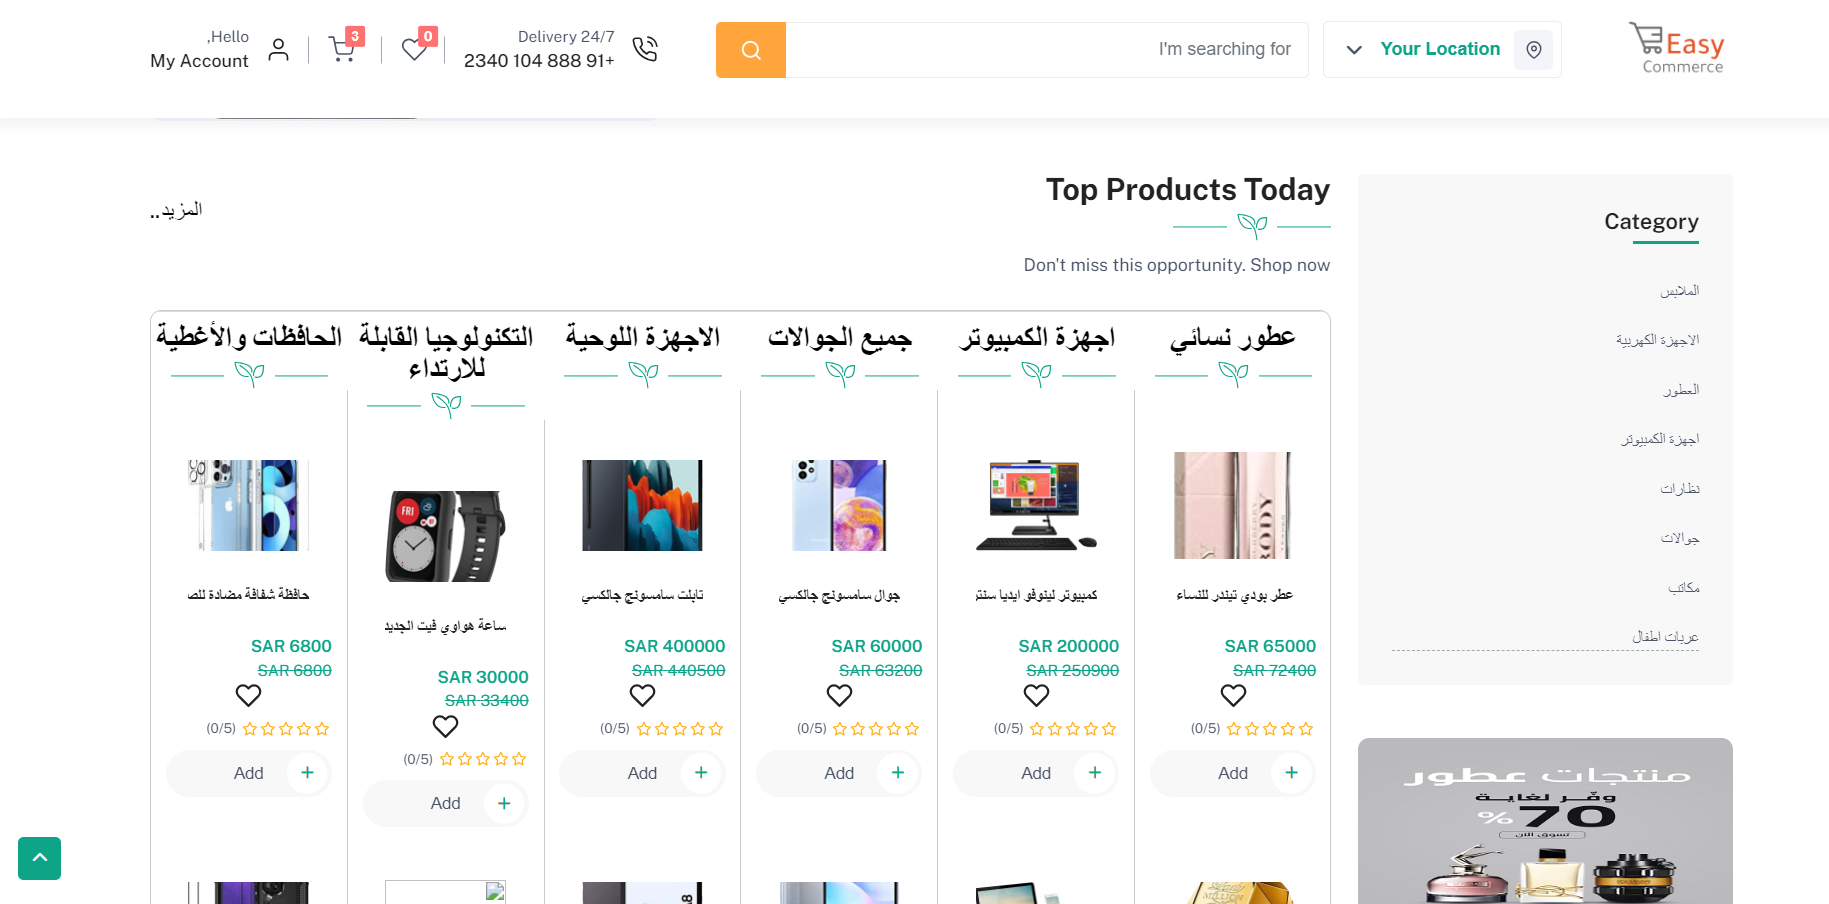 Easy
Commerce
Your Location
I'm searching for
Delivery 24/7
+91 888 104 2340
0
3
Hello,
My Account
Category
الملابس
الاجهزة الكهربية
العطور
اجهزة الكمبيوتر
نظارات
جوالات
مكاتب
عربات اطفال
منتجات عطور
وفّر لغاية
70%
تسوق الآن
Top Products Today
المزيد..
Don't miss this opportunity. Shop now
عطور نسائي
عطر بودي تيندر للنساء
SAR 65000
SAR 72400
(0/5)
Add
اجهزة الكمبيوتر
كمبيوتر لينوفو ايديا سنتر
SAR 200000
SAR 250900
(0/5)
Add
جميع الجوالات
جوال سامسونج جالكسي
SAR 60000
SAR 63200
(0/5)
Add
الاجهزة اللوحية
تابلت سامسونج جالكسي
SAR 400000
SAR 440500
(0/5)
Add
التكنولوجيا القابلة
للارتداء
FRI
ساعة هواوي فيت الجديد
SAR 30000
SAR 33400
(0/5)
Add
الحافظات والأغطية
حافظة شفافة مضادة للص
SAR 6800
SAR 6800
(0/5)
Add